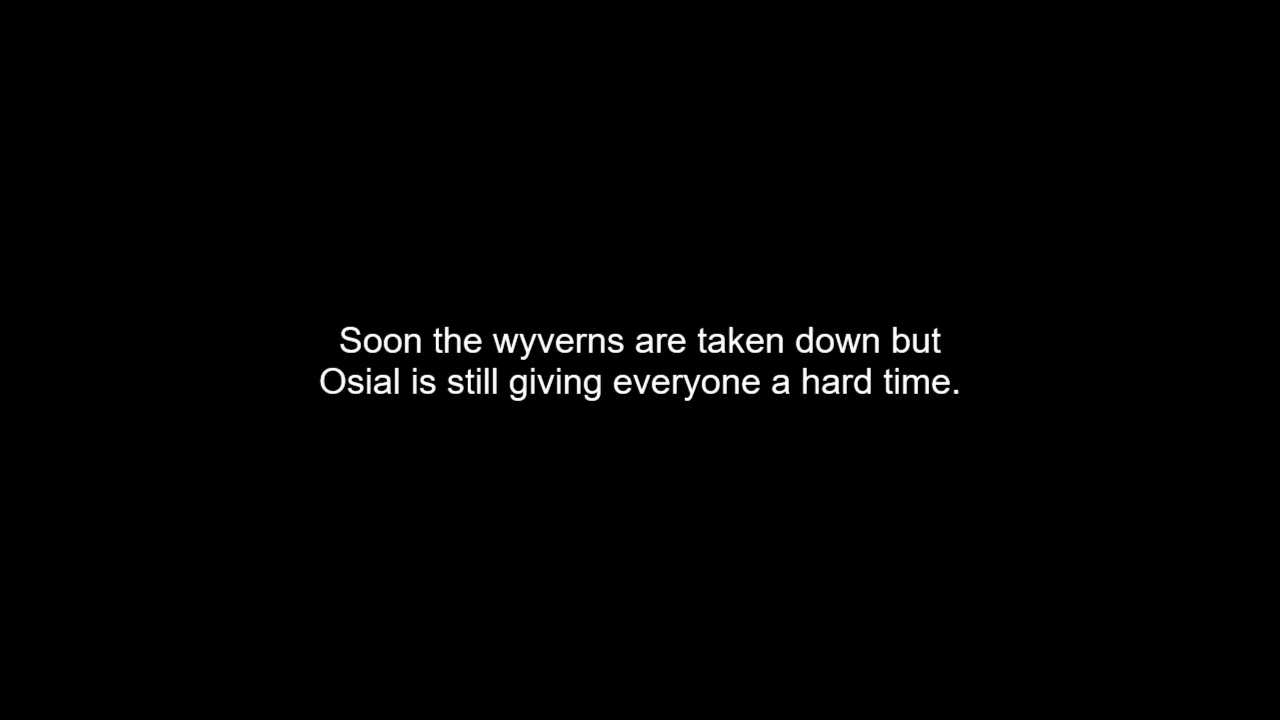 Soon the wyverns are taken down but
Osial is still giving everyone a hard time.